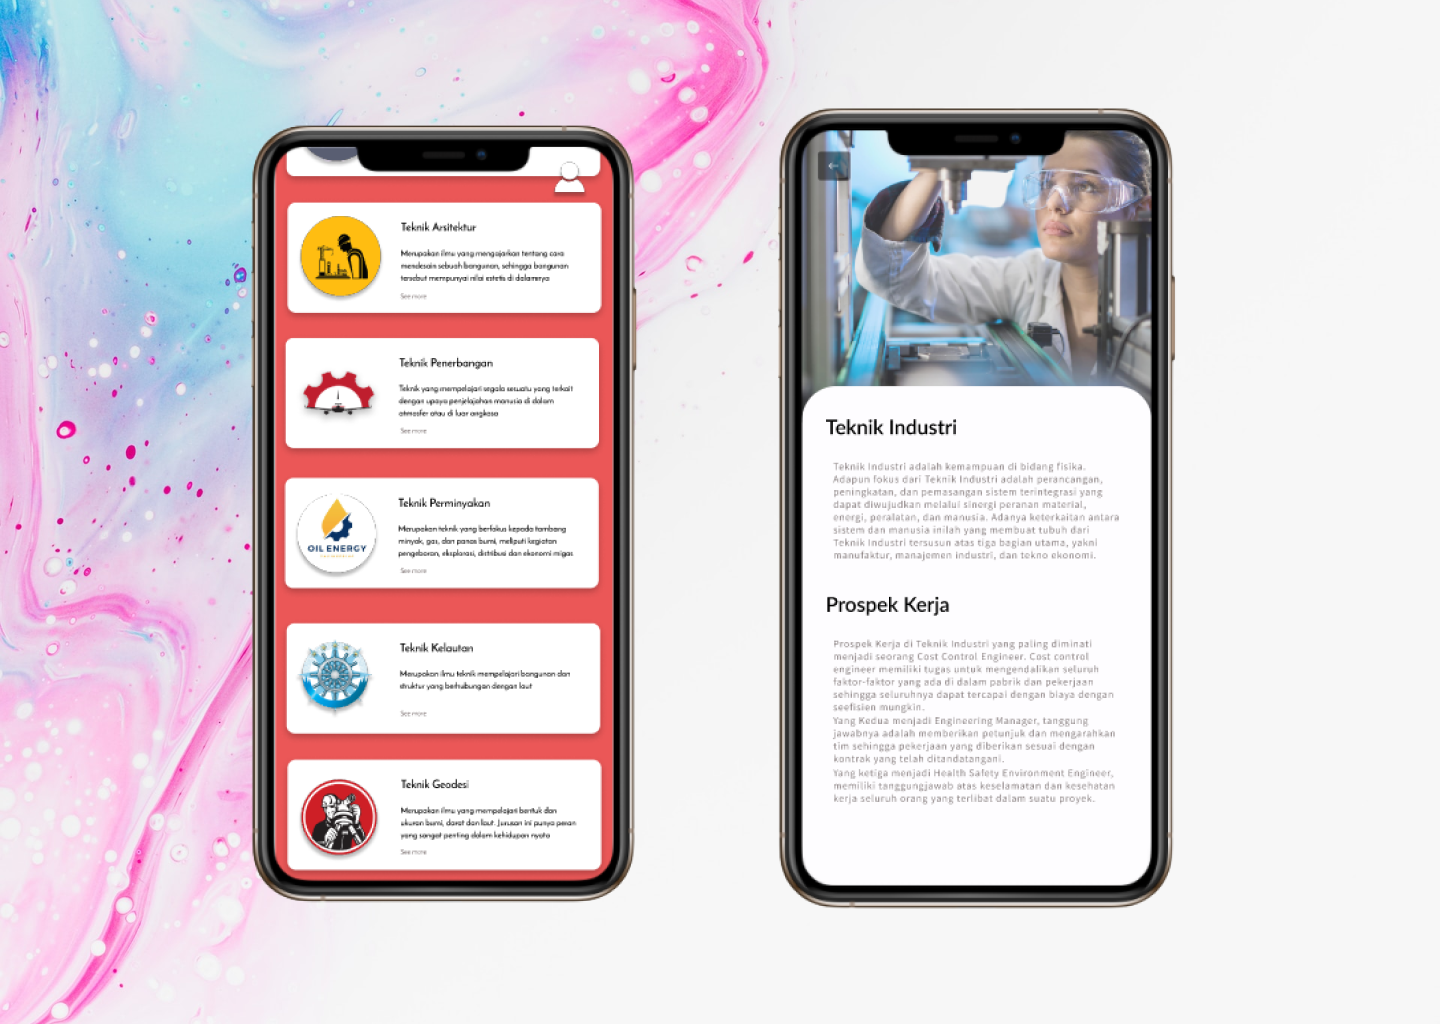 Teknik Arsitektur
Merupakan ilmu yang mengajarkan tentang cara
mendesain sebuah bangunan, sehingga bangunan
tersebut mempunyai nilai estetis di dalamnya
See more
Teknik Penerbangan
Teknik yang mempelajari segala sesuatu yang terkait
dengan upaya penjelajahan manusia di dalam
atmosfer atau di luar angkasa
See more
OIL ENERGY
Teknik Perminyakan
Merupakan teknik yang berfokus kepada tambang
minyak, gas, dan panas bumi, meliputi kegiatan
pengeboran, eksplorasi, distribusi dan ekonomi migas
See more
Teknik Kelautan
Merupakan ilmu teknik mempelajari bangunan dan
struktur yang berhubungan dengan laut
See more
Teknik Geodesi
Merupakan ilmu yang mempelajari bentuk dan
ukuran bumi, darat dan laut. Jurusan ini punya peran
yang sangat penting dalam kehidupan nyata
See more
Teknik Industri
Teknik Industri adalah kemampuan di bidang fisika.
Adapun fokus dari Teknik Industri adalah perancangan,
peningkatan, dan pemasangan sistem terintegrasi yang
dapat diwujudkan melalui sinergi peranan material,
energi, peralatan, dan manusia. Adanya keterkaitan antara
sistem dan manusia inilah yang membuat tubuh dari
Teknik Industri tersusun atas tiga bagian utama, yakni
manufaktur, manajemen industri, dan tekno ekonomi.
Prospek Kerja
Prospek Kerja di Teknik Industri yang paling diminati
menjadi seorang Cost Control Engineer. Cost control
engineer memiliki tugas untuk mengendalikan seluruh
faktor-faktor yang ada di dalam pabrik dan pekerjaan
sehingga seluruhnya dapat tercapai dengan biaya dengan
seefisien mungkin.
Yang Kedua menjadi Engineering Manager, tanggung
jawabnya adalah memberikan petunjuk dan mengarahkan
tim sehingga pekerjaan yang diberikan sesuai dengan
kontrak yang telah ditandatangani.
Yang ketiga menjadi Health Safety Environment Engineer,
memiliki tanggungjawab atas keselamatan dan kesehatan
kerja seluruh orang yang terlibat dalam suatu proyek.